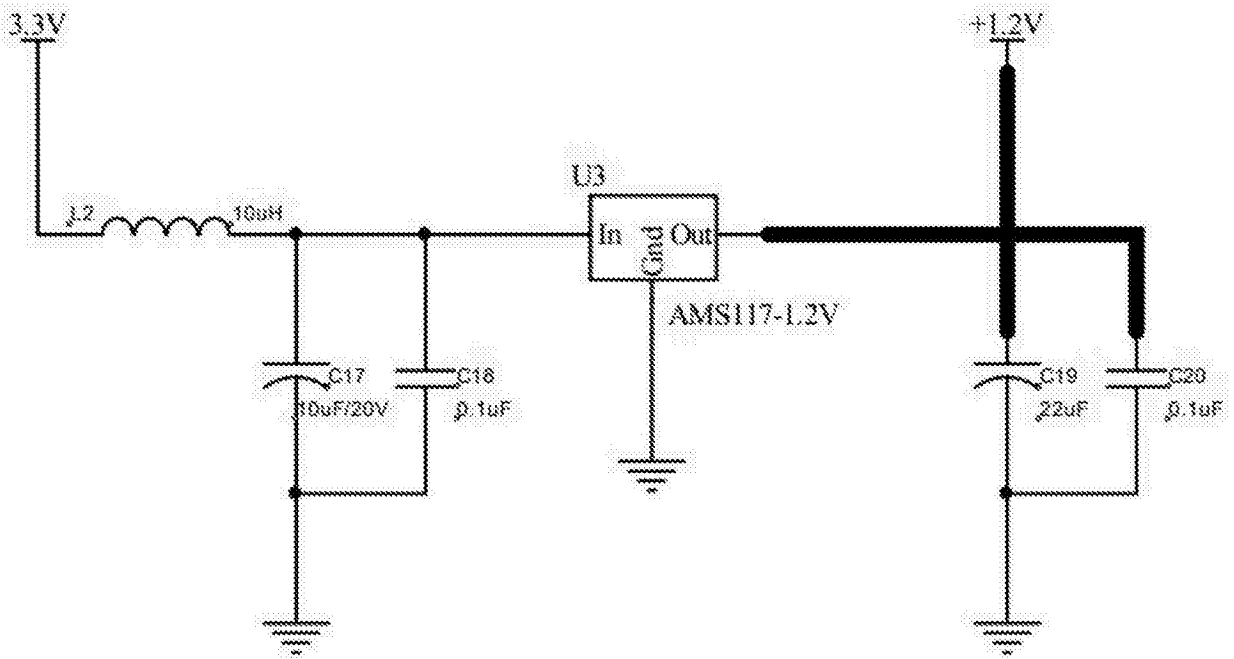 3.3V
+1.2V
U3
L2
10uH
In
Gnd
Out
AMS117-1.2V
C17
10uF/20V
C18
0.1uF
C19
22uF
C20
0.1uF